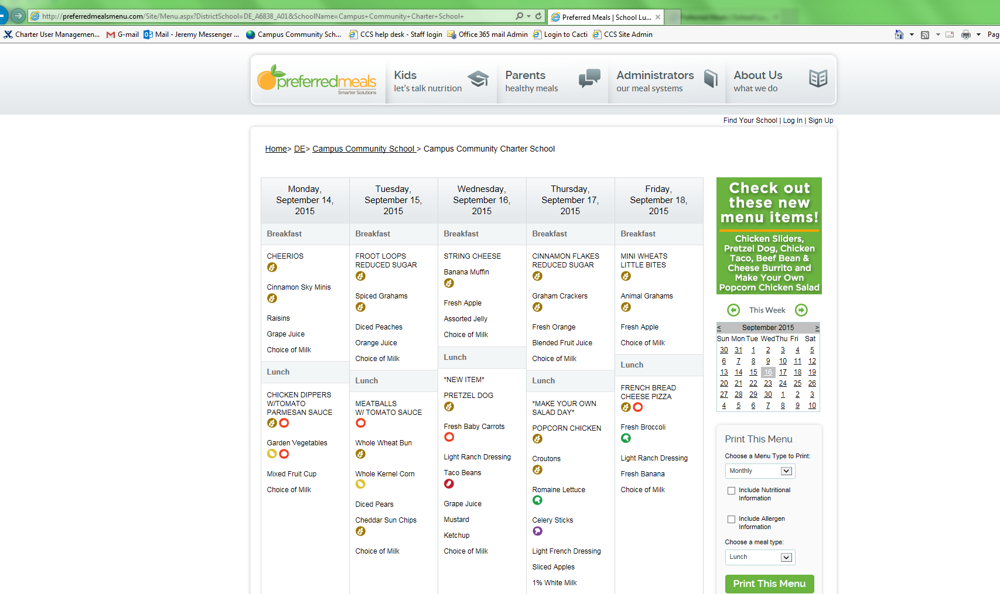 http://preferredmealsmenu.com/Site/Menu.aspx?DistrictSchool=DE_A6838_A01&SchoolName=Campus+Community+Charter+School+
Preferred Meals | School Lu...
Charter User Managemen...
G-mail
Mail - Jeremy Messenger ...
Campus Community Sch...
CCS help desk - Staff login
Office 365 mail Admin
Login to Cacti
CCS Site Admin
Pag
preferredmeals
Smarter Solutions
Kids
let's talk nutrition
Parents
healthy meals
Administrators
our meal systems
About Us
what we do
Find Your School | Log In | Sign Up
Home> DE> Campus Community School > Campus Community Charter School
Monday,
September 14,
2015
Breakfast
CHEERIOS
Cinnamon Sky Minis
Raisins
Grape Juice
Choice of Milk
Lunch
CHICKEN DIPPERS
W/TOMATO
PARMESAN SAUCE
Garden Vegetables
Mixed Fruit Cup
Choice of Milk
Tuesday,
September 15,
2015
Breakfast
FROOT LOOPS
REDUCED SUGAR
Spiced Grahams
Diced Peaches
Orange Juice
Choice of Milk
Lunch
MEATBALLS
W/ TOMATO SAUCE
Whole Wheat Bun
Whole Kernel Corn
Diced Pears
Cheddar Sun Chips
Choice of Milk
Wednesday,
September 16,
2015
Breakfast
STRING CHEESE
Banana Muffin
Fresh Apple
Assorted Jelly
Choice of Milk
Lunch
*NEW ITEM*
PRETZEL DOG
Fresh Baby Carrots
Light Ranch Dressing
Taco Beans
Grape Juice
Mustard
Ketchup
Choice of Milk
Thursday,
September 17,
2015
Breakfast
CINNAMON FLAKES
REDUCED SUGAR
Graham Crackers
Fresh Orange
Blended Fruit Juice
Choice of Milk
Lunch
*MAKE YOUR OWN
SALAD DAY*
POPCORN CHICKEN
Croutons
Romaine Lettuce
Celery Sticks
Light French Dressing
Sliced Apples
1% White Milk
Friday,
September 18,
2015
Breakfast
MINI WHEATS
LITTLE BITES
Animal Grahams
Fresh Apple
Choice of Milk
Lunch
FRENCH BREAD
CHEESE PIZZA
Fresh Broccoli
Light Ranch Dressing
Fresh Banana
Choice of Milk
Check out
these new
menu items!
Chicken Sliders,
Pretzel Dog, Chicken
Taco, Beef Bean &
Cheese Burrito and
Make Your Own
Popcorn Chicken Salad
This Week
< September 2015 >
Sun Mon Tue Wed Thu Fri Sat
30 31 1 2 3 4 5
6 7 8 9 10 11 12
13 14 15 16 17 18 19
20 21 22 23 24 25 26
27 28 29 30 1 2 3
4 5 6 7 8 9 10
Print This Menu
Choose a Menu Type to Print:
Monthly
Include Nutritional
Information
Include Allergen
Information
Choose a meal type:
Lunch
Print This Menu